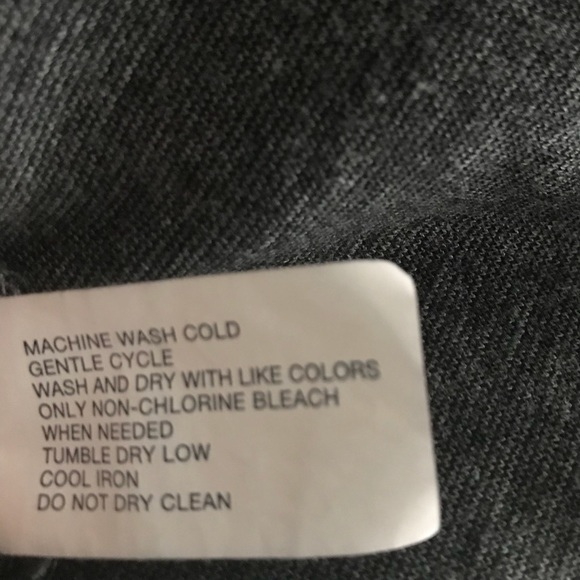 MACHINE WASH COLD
GENTLE CYCLE
WASH AND DRY WITH LIKE COLORS
ONLY NON-CHLORINE BLEACH
WHEN NEEDED
TUMBLE DRY LOW
COOL IRON
DO NOT DRY CLEAN